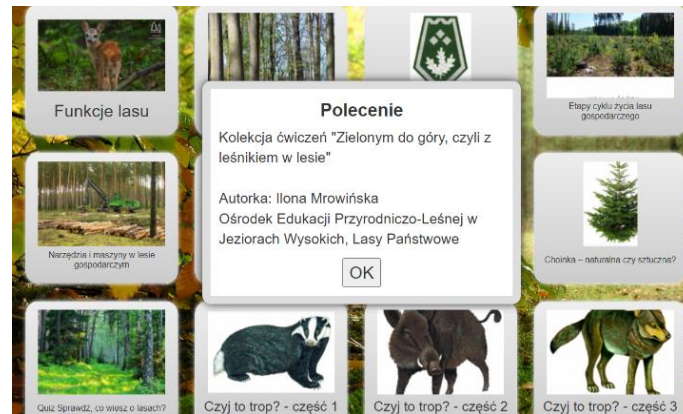 Funkcje lasu
Etapy cyklu życia lasu
gospodarczego
Polecenie
Kolekcja ćwiczeń "Zielonym do góry, czyli z
leśnikiem w lesie"
Autorka: Ilona Mrowińska
Ośrodek Edukacji Przyrodniczo-Leśnej w
Jeziorach Wysokich, Lasy Państwowe
OK
Narzędzia i maszyny w lesie
gospodarczym
Choinka – naturalna czy sztuczna?
Quiz Sprawdź, co wiesz o lasach?
Czyj to trop? - część 1
Czyj to trop? - część 2
Czyj to trop? - część 3